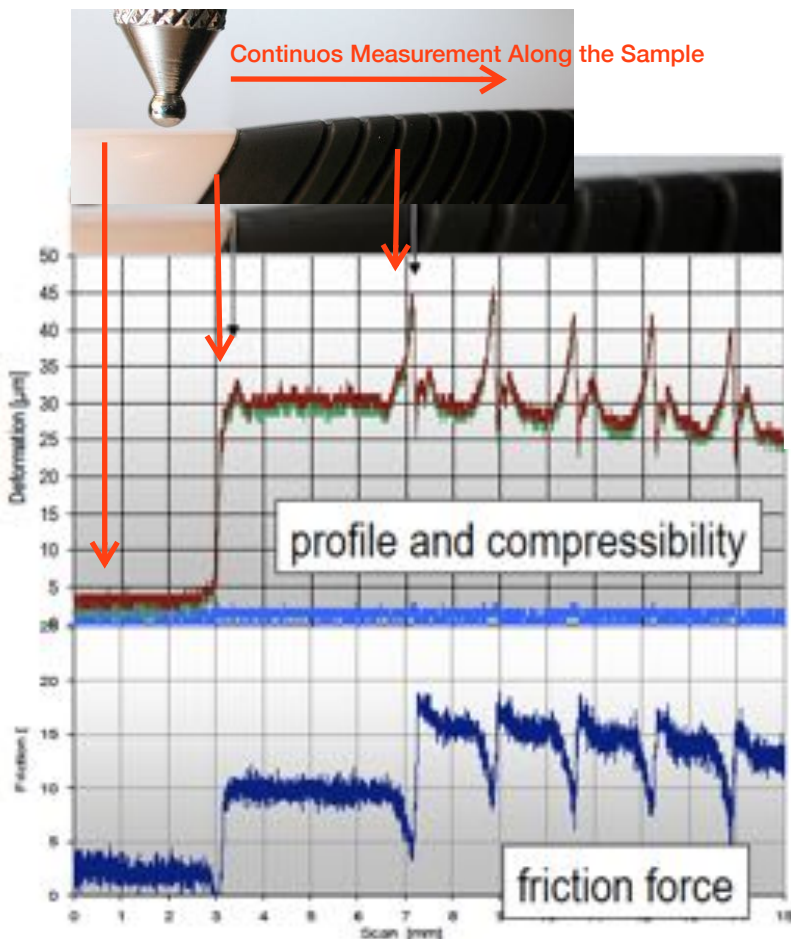 Continuos Measurement Along the Sample
50
45
40
35
30
25
20
15
10
5
Deformation [µm]
profile and compressibility
20
15
10
5
0
Friction [
friction force
0 1 2 3 4 5 6 7 8 9
Scan [mm]